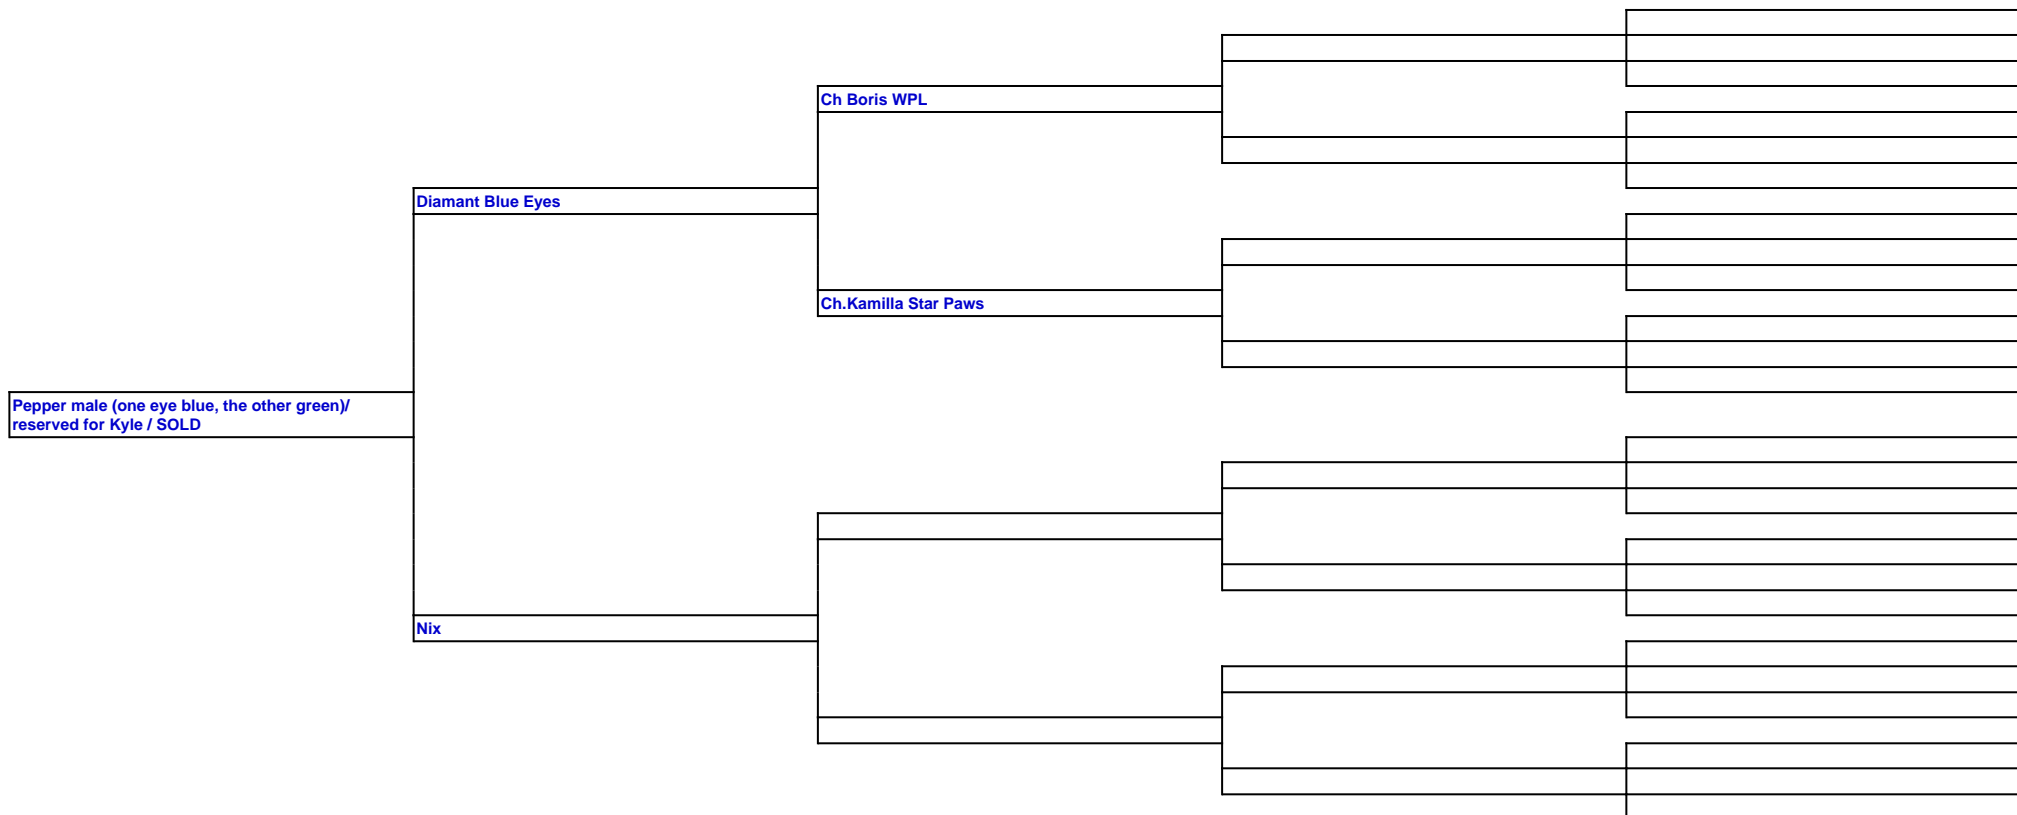 Ch Boris WPL
Diamant Blue Eyes
Ch.Kamilla Star Paws
Pepper male (one eye blue, the other green)/
reserved for Kyle / SOLD
Nix